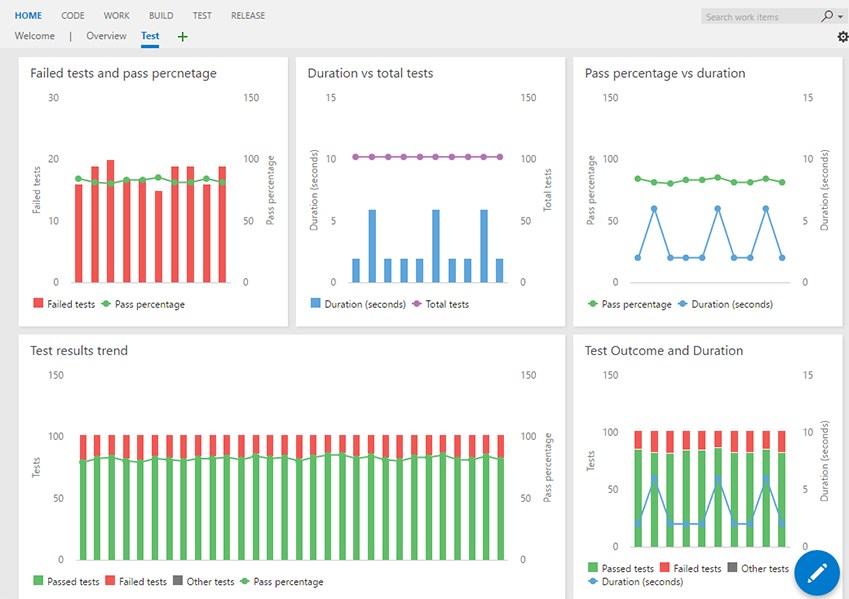 HOME CODE WORK BUILD TEST RELEASE
Search work items
Welcome | Overview Test +
Failed tests and pass percnetage
30 150
20 100
10 50
0 0
Failed tests
Pass percentage
Failed tests Pass percentage
Duration vs total tests
15 150
10 100
5 50
0 0
Duration (seconds)
Total tests
Duration (seconds) Total tests
Pass percentage vs duration
150 15
100 10
50 5
0 0
Pass percentage
Duration (seconds)
Pass percentage Duration (seconds)
Test results trend
150 150
100 100
50 50
0 0
Tests
Pass percentage
Passed tests Failed tests Other tests Pass percentage
Test Outcome and Duration
150 15
100 10
50 5
0 0
Tests
Duration (seconds)
Passed tests Failed tests Other tests
Duration (seconds)